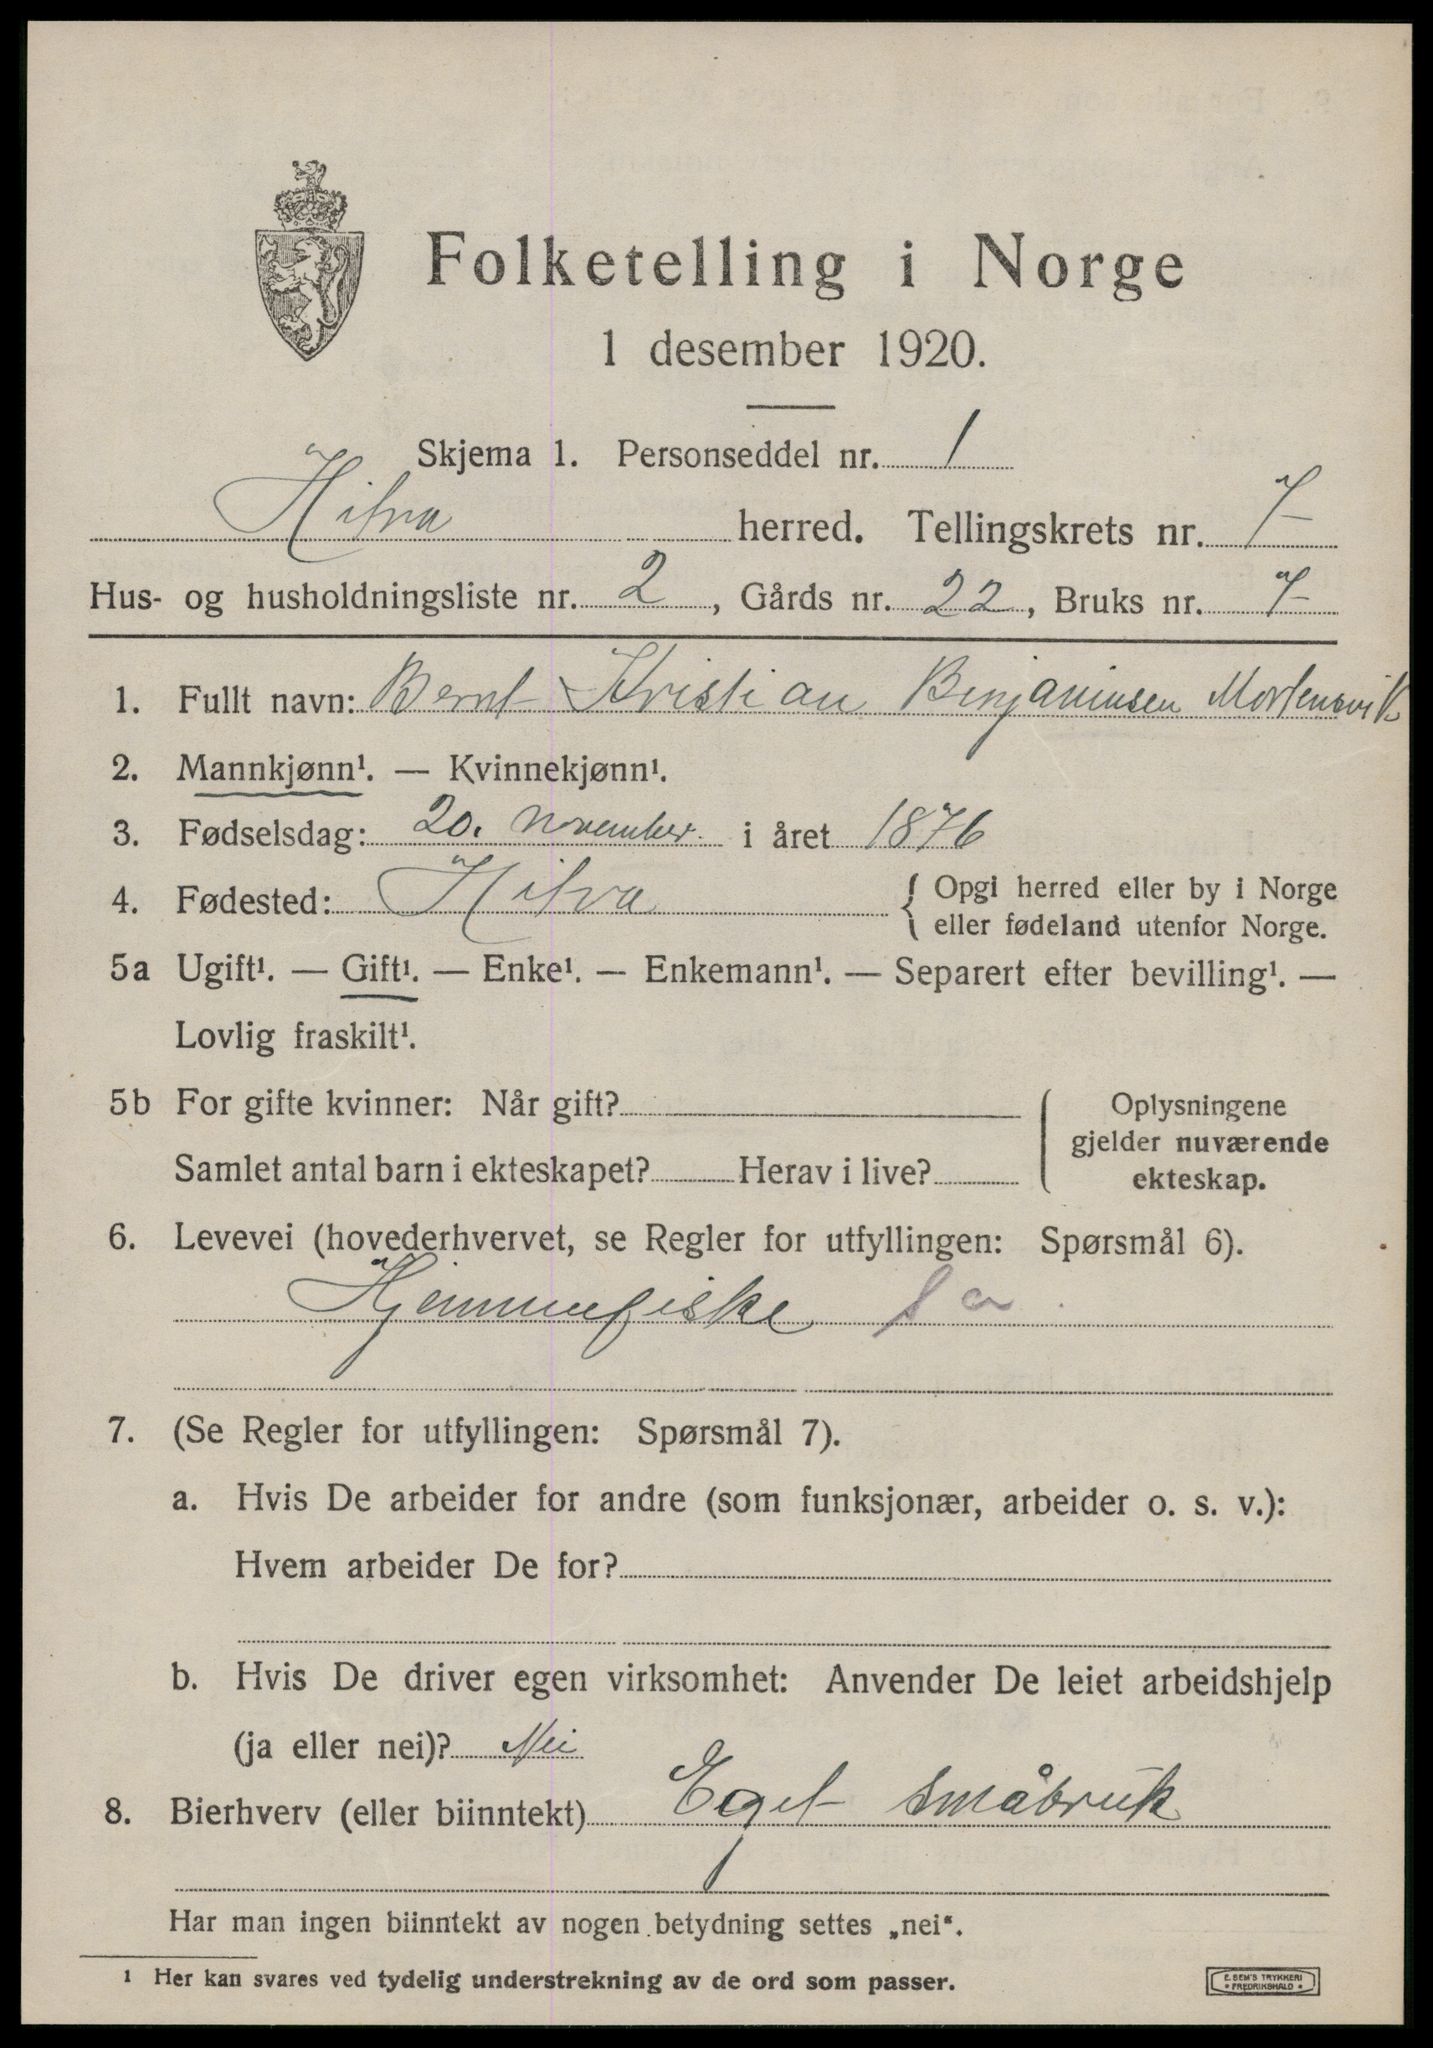 Folketelling i Norge
1 desember 1920.
Skjema 1. Personseddel nr. 1
Hitra herred. Tellingskrets nr. 7
Hus- og husholdningsliste nr. 2, Gårds nr. 22, Bruks nr. 7
1. Fullt navn: Bernt Kristian Benjaminsen Mortensvik
2. Mannkjønn¹. — Kvinnekjønn¹.
3. Fødselsdag: 20. november i året 1876
4. Fødested: Hitra { Opgi herred eller by i Norge
eller fødeland utenfor Norge.
5a Ugift¹. — Gift¹. — Enke¹. — Enkemann¹. — Separert efter bevilling¹. —
Lovlig fraskilt¹.
5b For gifte kvinner: Når gift?
Samlet antal barn i ekteskapet? Herav i live?
{ Oplysningene
gjelder nuværende
ekteskap.
6. Levevei (hovederhvervet, se Regler for utfyllingen: Spørsmål 6).
Hjemmefiske
7. (Se Regler for utfyllingen: Spørsmål 7).
a. Hvis De arbeider for andre (som funksjonær, arbeider o. s. v.):
Hvem arbeider De for?
b. Hvis De driver egen virksomhet: Anvender De leiet arbeidshjelp
(ja eller nei)? Nei
8. Bierhverv (eller biinntekt) Eget småbruk
Har man ingen biinntekt av nogen betydning settes „nei“.
¹ Her kan svares ved tydelig understrekning av de ord som passer.
E. SEM'S TRYKKERI
• FREDRIKSHALD •